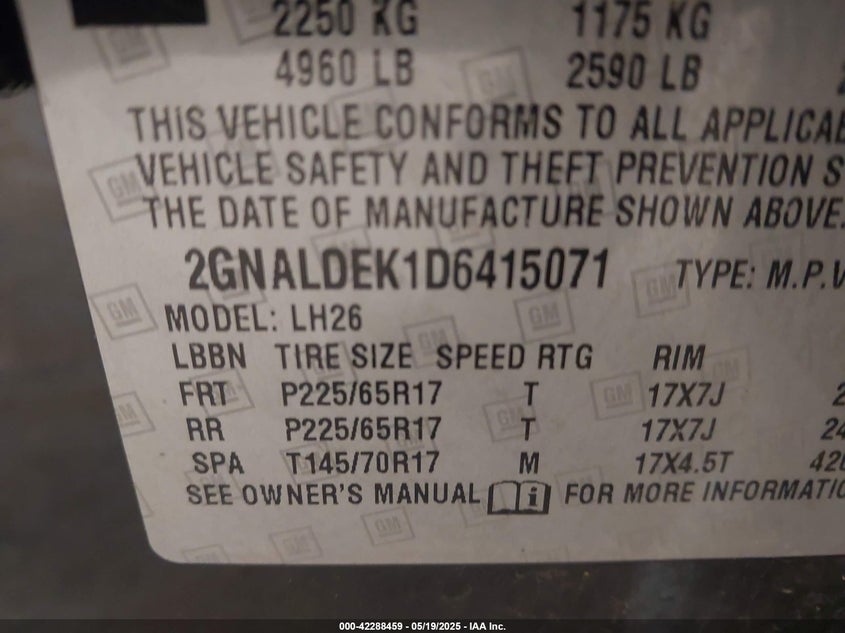 2250 KG 1175 KG
4960 LB 2590 LB
THIS VEHICLE CONFORMS TO ALL
VEHICLE SAFETY AND THEFT PREVENTION S
THE DATE OF MANUFACTURE SHOWN ABOVE.
2GNALDEK1D6415071 TYPE: M.P.V
MODEL: LH26
LBBN TIRE SIZE SPEED RTG RIM
FRT P225/65R17 T 17X7J 2
RR P225/65R17 T 17X7J 24
SPA T145/70R17 M 17X4.5T 420
SEE OWNER'S MANUAL i FOR MORE
000-42288459 - 05/19/2025 - IAA Inc.